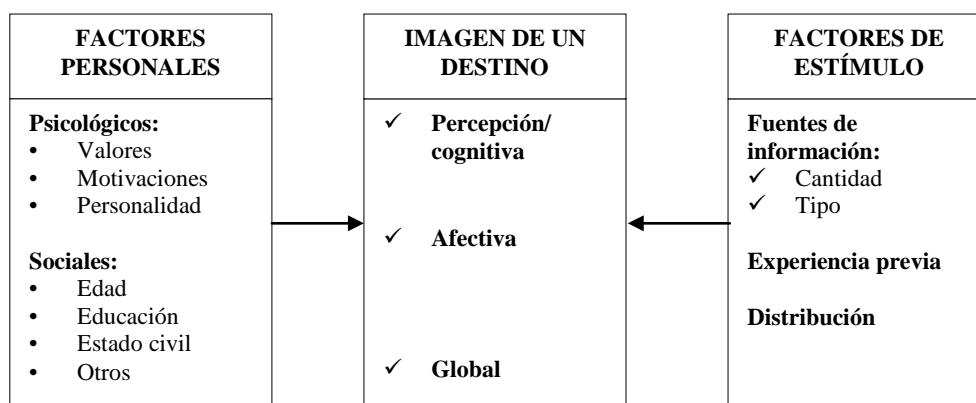 FACTORES
PERSONALES
Psicológicos:
• Valores
• Motivaciones
• Personalidad
Sociales:
• Edad
• Educación
• Estado civil
• Otros
IMAGEN DE UN
DESTINO
✓ Percepción/
cognitiva
✓ Afectiva
✓ Global
FACTORES DE
ESTÍMULO
Fuentes de
información:
✓ Cantidad
✓ Tipo
Experiencia previa
Distribución